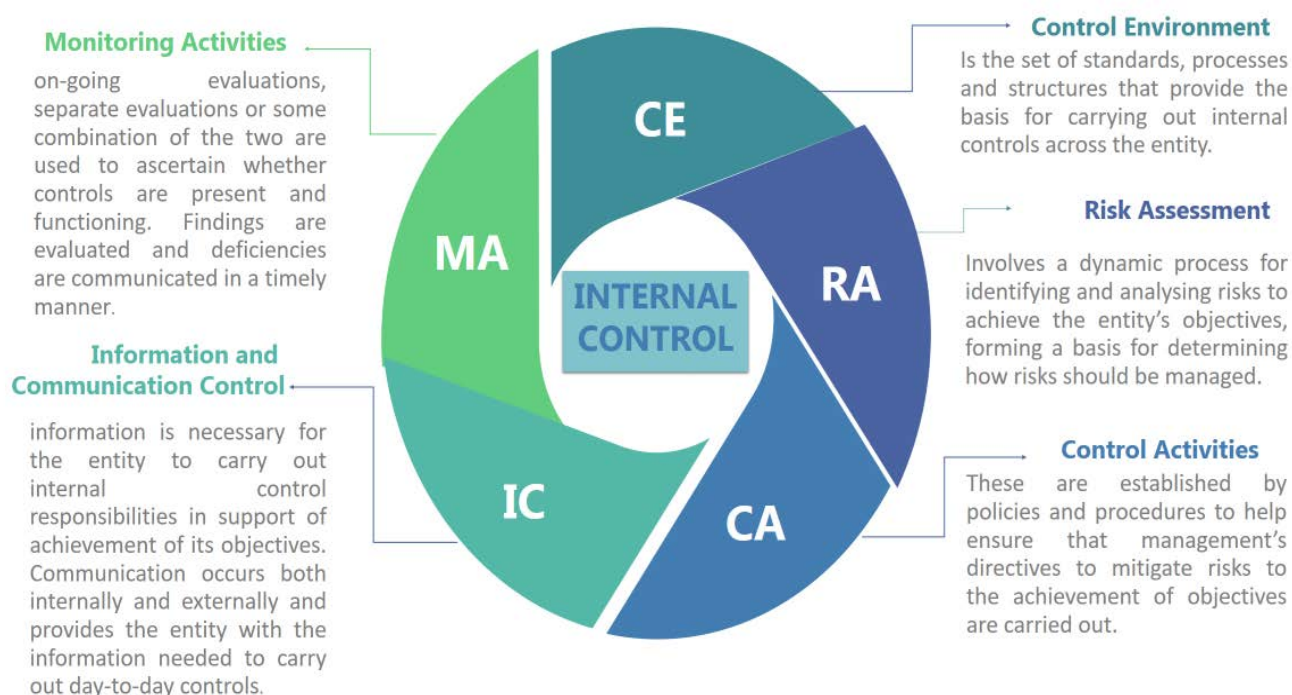 Monitoring Activities
on-going evaluations,
separate evaluations or some
combination of the two are
used to ascertain whether
controls are present and
functioning. Findings are
evaluated and deficiencies
are communicated in a timely
manner.
Information and
Communication Control
information is necessary for
the entity to carry out
internal control
responsibilities in support of
achievement of its objectives.
Communication occurs both
internally and externally and
provides the entity with the
information needed to carry
out day-to-day controls.
CE
RA
CA
IC
MA
INTERNAL
CONTROL
Control Environment
Is the set of standards, processes
and structures that provide the
basis for carrying out internal
controls across the entity.
Risk Assessment
Involves a dynamic process for
identifying and analysing risks to
achieve the entity's objectives,
forming a basis for determining
how risks should be managed.
Control Activities
These are established by
policies and procedures to help
ensure that management's
directives to mitigate risks to
the achievement of objectives
are carried out.